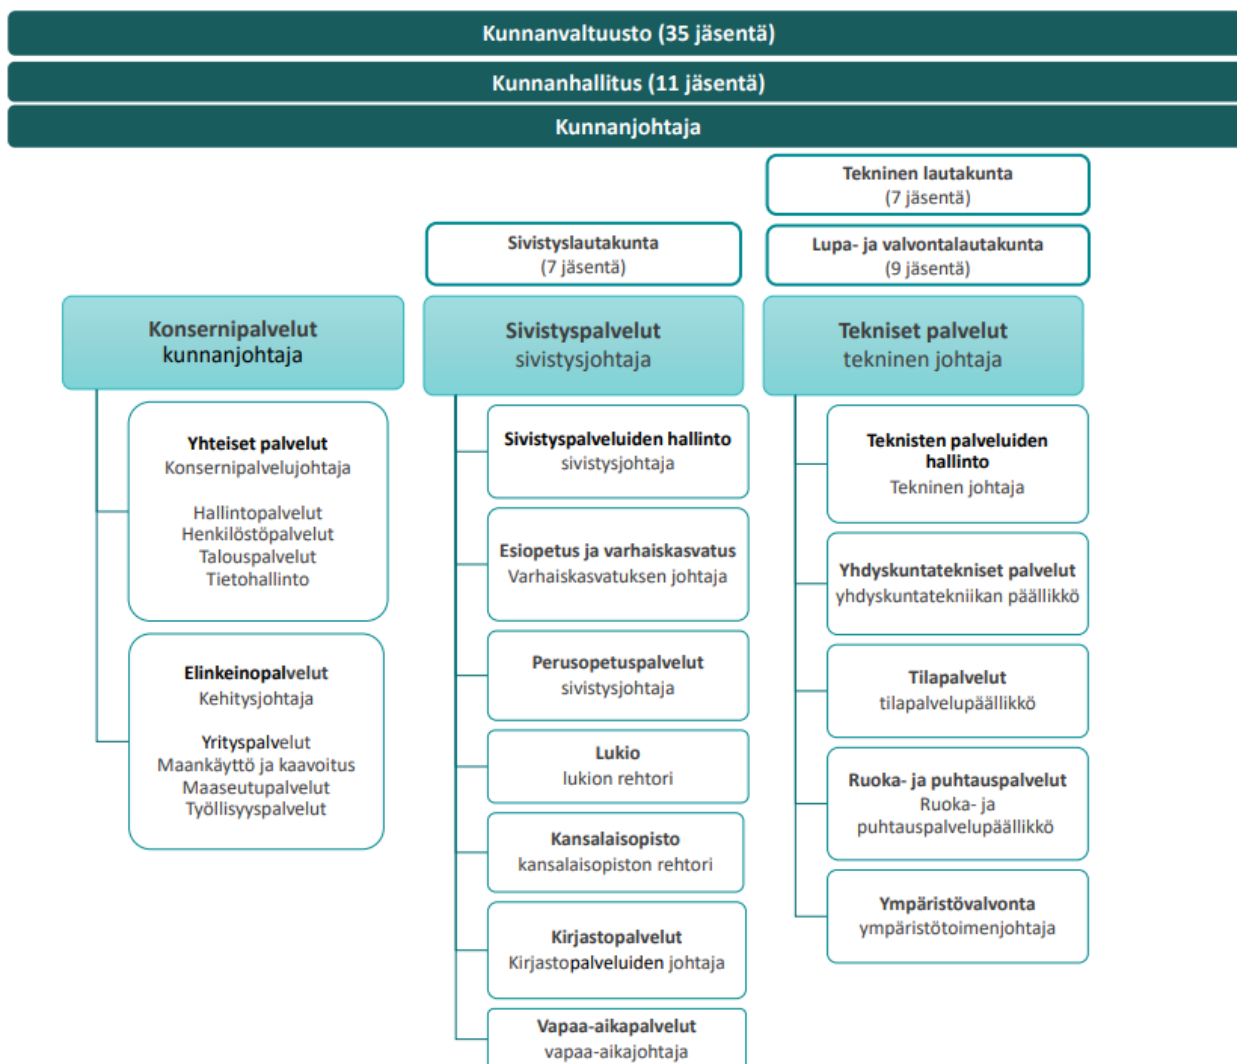 Kunnanvaltuusto (35 jäsentä)
Kunnanhallitus (11 jäsentä)
Kunnanjohtaja
Tekninen lautakunta
(7 jäsentä)
Sivistyslautakunta
(7 jäsentä)
Lupa- ja valvontalautakunta
(9 jäsentä)
Konsernipalvelut
kunnanjohtaja
Yhteiset palvelut
Konsernipalvelujohtaja
Hallintopalvelut
Henkilöstöpalvelut
Talouspalvelut
Tietohallinto
Elinkeinopalvelut
Kehitysjohtaja
Yrityspalvelut
Maankäyttö ja kaavoitus
Maaseutupalvelut
Työllisyyspalvelut
Sivistyspalvelut
sivistysjohtaja
Sivistyspalveluiden hallinto
sivistysjohtaja
Esiopetus ja varhaiskasvatus
Varhaiskasvatuksen johtaja
Perusopetuspalvelut
sivistysjohtaja
Lukio
lukion rehtori
Kansalaisopisto
kansalaisopiston rehtori
Kirjastopalvelut
Kirjastopalveluiden johtaja
Vapaa-aikapalvelut
vapaa-aikajohtaja
Tekniset palvelut
tekninen johtaja
Teknisten palveluiden
hallinto
Tekninen johtaja
Yhdyskuntatekniset palvelut
yhdyskuntatekniikan päällikkö
Tilapalvelut
tilapalvelupäällikkö
Ruoka- ja puhtauspalvelut
Ruoka- ja
puhtauspalvelupäällikkö
Ympäristövalvonta
ympäristötoimenjohtaja